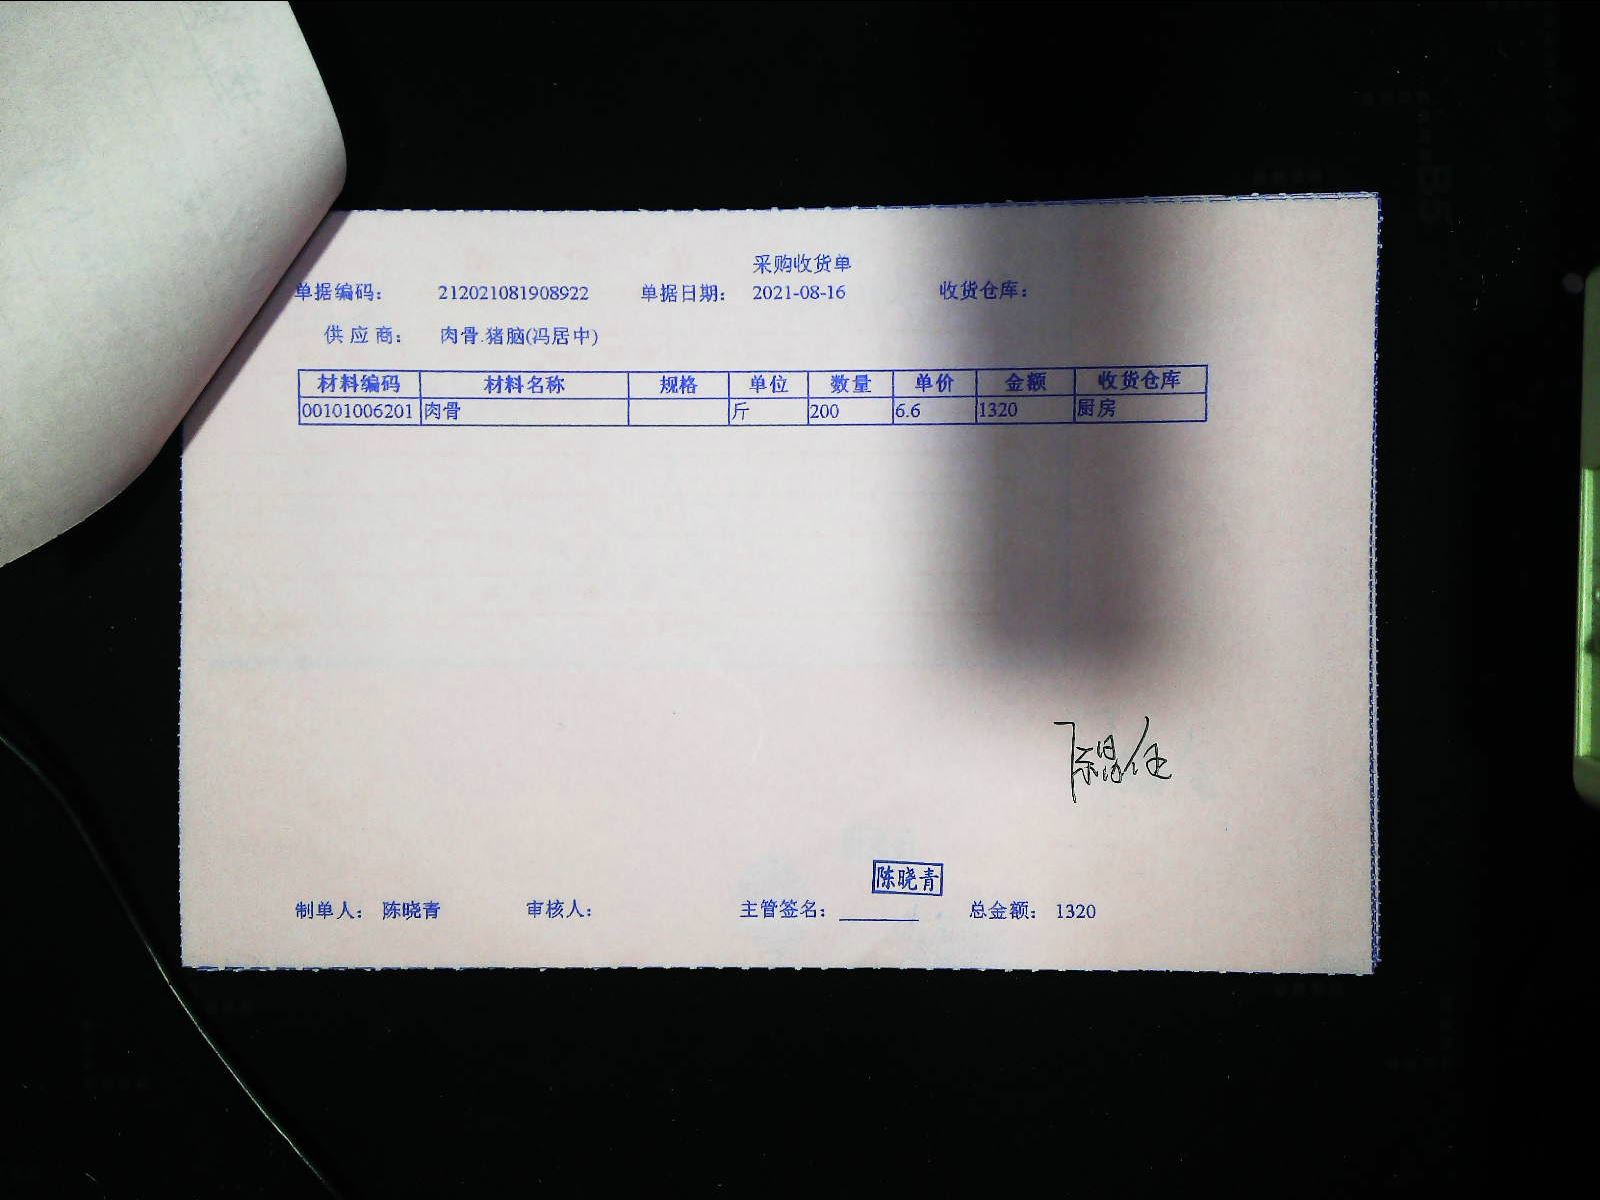 采购收货单
单据编码： 212021081908922 单据日期： 2021-08-16 收货仓库：
供应商： 肉骨.猪脑(冯居中)
材料编码 材料名称 规格 单位 数量 单价 金额 收货仓库
00101006201 肉骨 斤 200 6.6 1320 厨房
陈晓青
制单人： 陈晓青 审核人： 主管签名： 总金额： 1320